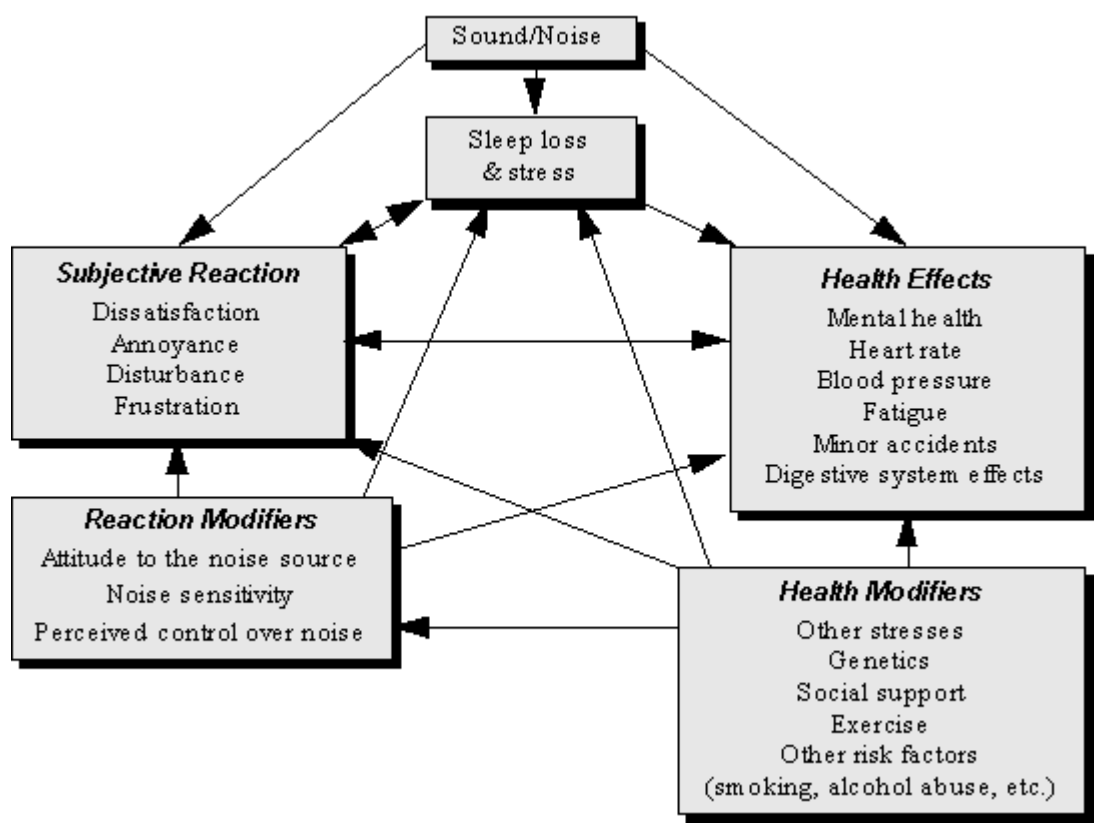 Sound/Noise
Sleep loss
& stress
Subjective Reaction
Dissatisfaction
Annoyance
Disturbance
Frustration
Health Effects
Mental health
Heart rate
Blood pressure
Fatigue
Minor accidents
Digestive system effects
Reaction Modifiers
Attitude to the noise source
Noise sensitivity
Perceived control over noise
Health Modifiers
Other stresses
Genetics
Social support
Exercise
Other risk factors
(smoking, alcohol abuse, etc.)